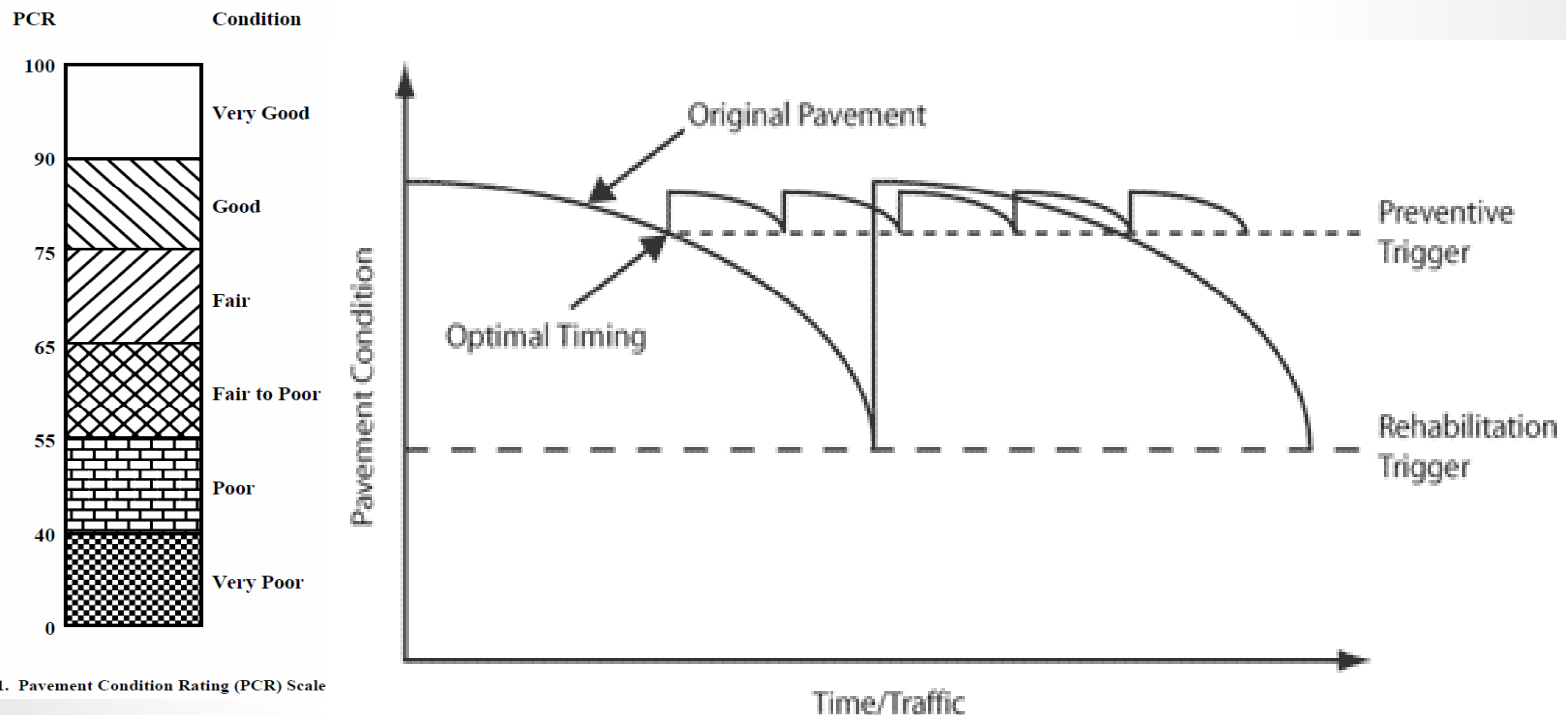 PCR Condition
100
Very Good
90
Good
75
Fair
65
Fair to Poor
55
Poor
40
Very Poor
0
1. Pavement Condition Rating (PCR) Scale
Original Pavement
Optimal Timing
Pavement Condition
Preventive
Trigger
Rehabilitation
Trigger
Time/Traffic